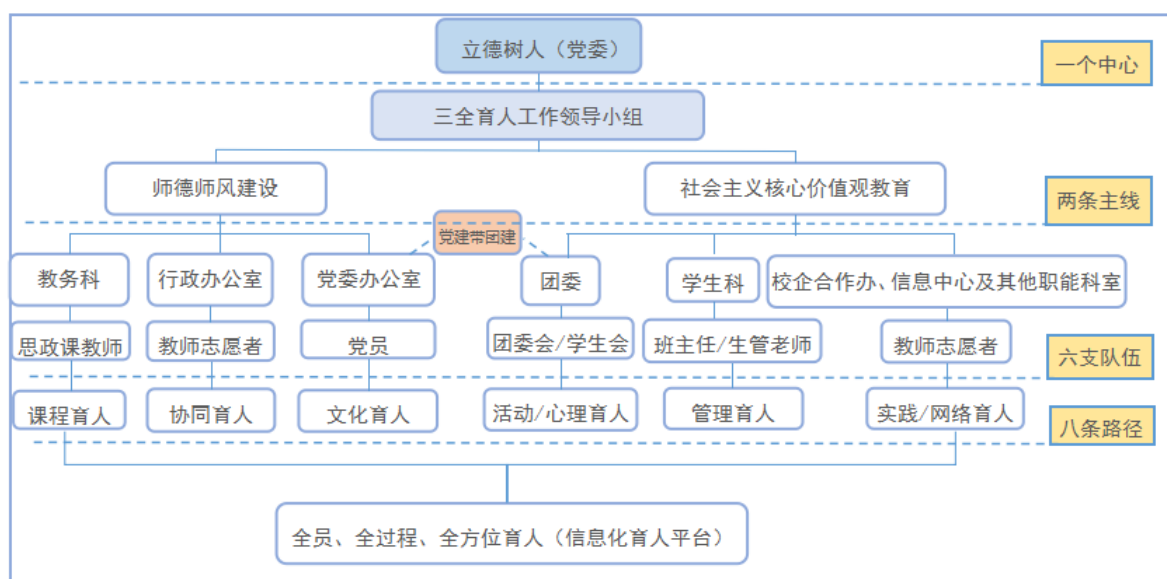 立德树人（党委）
一个中心
三全育人工作领导小组
师德师风建设
社会主义核心价值观教育
两条主线
党建带团建
教务科
行政办公室
党委办公室
团委
学生科
校企合作办、信息中心及其他职能科室
思政课教师
教师志愿者
党员
团委会/学生会
班主任/生管老师
教师志愿者
六支队伍
课程育人
协同育人
文化育人
活动/心理育人
管理育人
实践/网络育人
八条路径
全员、全过程、全方位育人（信息化育人平台）